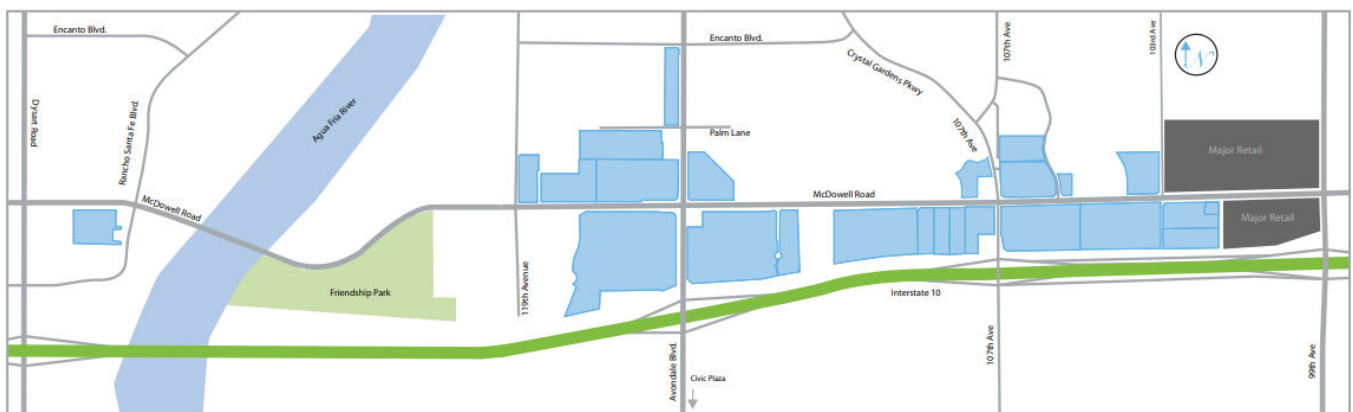 Encanto Blvd.
Encanto Blvd.
107th Ave
103rd Ave
N
Crystal Gardens Pkwy
Dysart Road
Rancho Santa Fe Blvd.
Agua Fria River
Palm Lane
107th Ave
Major Retail
McDowell Road
McDowell Road
Major Retail
Friendship Park
119th Avenue
Interstate 10
Avondale Blvd.
107th Ave
99th Ave
Civic Plaza